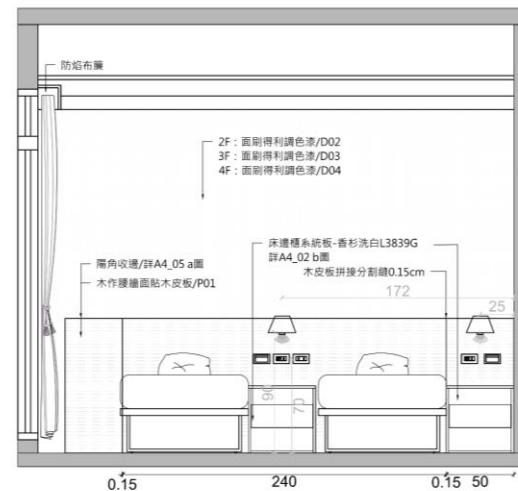 防焰布簾
2F：面刷得利調色漆/D02
3F：面刷得利調色漆/D03
4F：面刷得利調色漆/D04
床邊櫃系統板-香杉洗白L3839G
詳A4_02 b圖
陽角收邊/詳A4_05 a圖
木皮板拼接分割縫0.15cm
木作腰牆面貼木皮板/P01
172
25
90
70
0.15
240
0.15
50